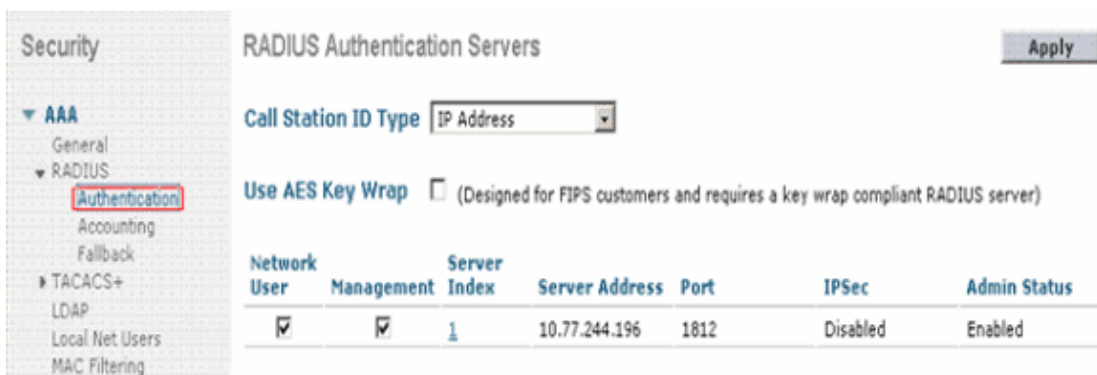 Security
AAA
General
RADIUS
Authentication
Accounting
Fallback
TACACS+
LDAP
Local Net Users
MAC Filtering
RADIUS Authentication Servers
Apply
Call Station ID Type IP Address
Use AES Key Wrap (Designed for FIPS customers and requires a key wrap compliant RADIUS server)
Network User Management Server Index Server Address Port IPSec Admin Status
1 10.77.244.196 1812 Disabled Enabled